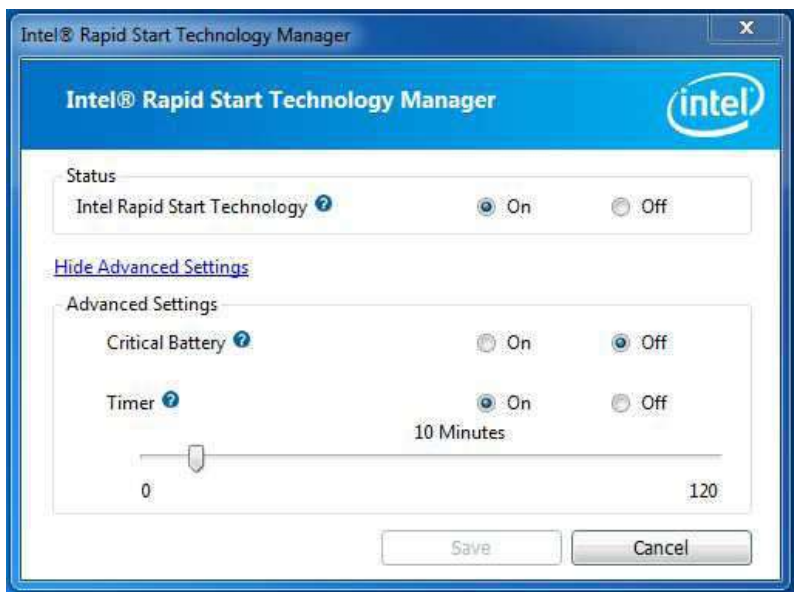 Intel® Rapid Start Technology Manager
x
Intel® Rapid Start Technology Manager
intel
Status
Intel Rapid Start Technology ? On Off
Hide Advanced Settings
Advanced Settings
Critical Battery ? On Off
Timer ? On Off
10 Minutes
0 120
Save Cancel